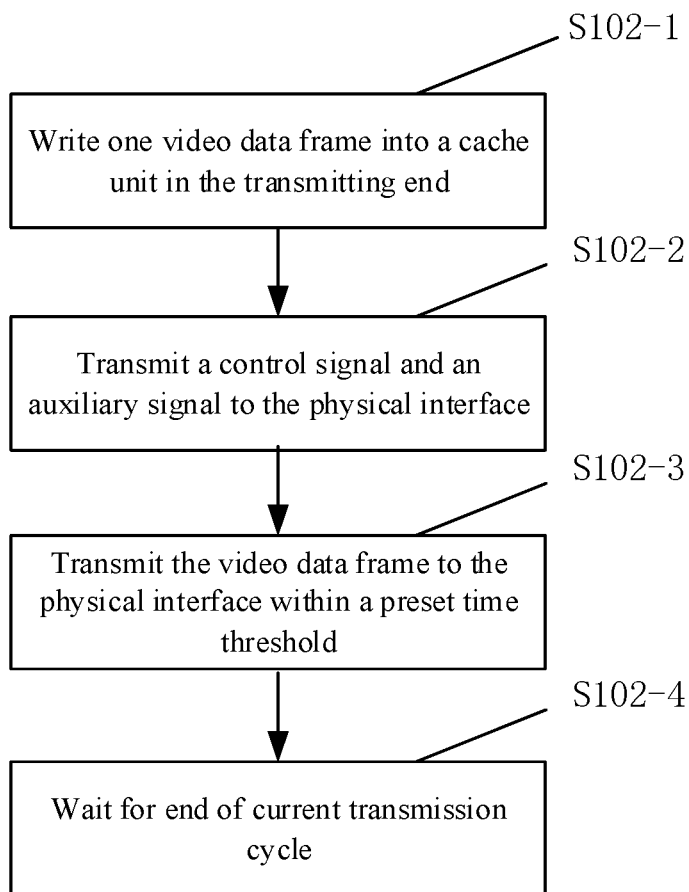 S102-1
Write one video data frame into a cache
unit in the transmitting end
S102-2
Transmit a control signal and an
auxiliary signal to the physical interface
S102-3
Transmit the video data frame to the
physical interface within a preset time
threshold
S102-4
Wait for end of current transmission
cycle